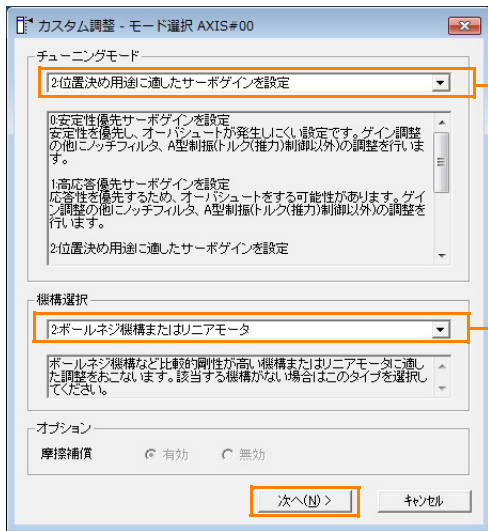 カスタム調整 - モード選択 AXIS#00
チューニングモード
2:位置決め用途に適したサーボゲインを設定
0:安定性優先サーボゲインを設定
安定性を優先し、オーバシュートが発生しにくい設定です。ゲイン調整
の他にノッチフィルタ、A型制振(トルク(推力)制御以外)の調整を行いま
す。
1:高応答優先サーボゲインを設定
応答性を優先するため、オーバシュートをする可能性があります。ゲイ
ン調整の他にノッチフィルタ、A型制振(トルク(推力)制御以外)の調整を
行います。
2:位置決め用途に適したサーボゲインを設定
機構選択
2:ボールネジ機構またはリニアモータ
ボールネジ機構など比較的剛性が高い機構またはリニアモータに適し
た調整をおこないます。該当する機構がない場合はこのタイプを選択し
てください。
オプション
摩擦補償 有効 無効
次へ(N) > キャンセル